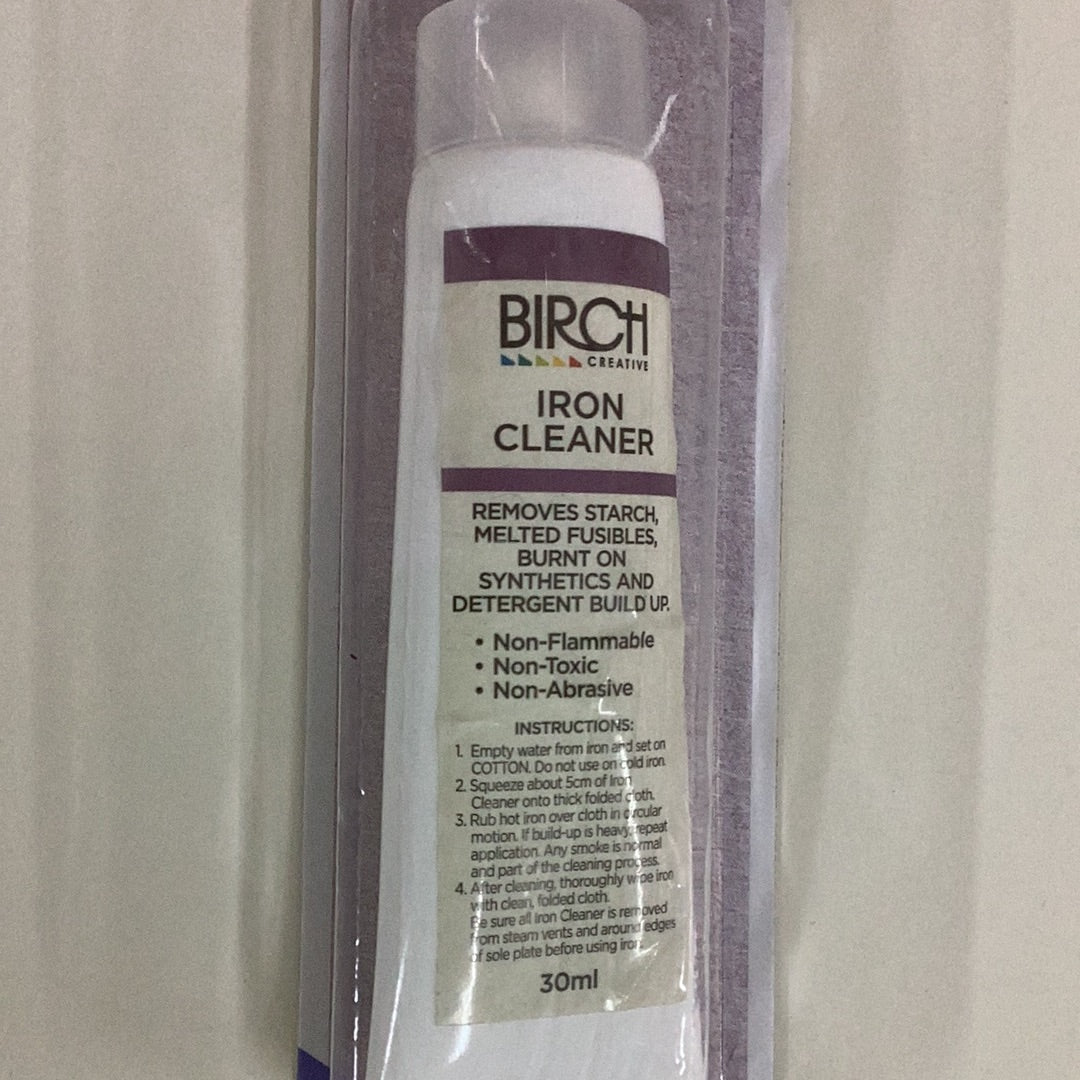 BIRCH
CREATIVE
IRON
CLEANER
REMOVES STARCH,
MELTED FUSIBLES,
BURNT ON
SYNTHETICS AND
DETERGENT BUILD UP.
• Non-Flammable
• Non-Toxic
• Non-Abrasive
INSTRUCTIONS:
1. Empty water from iron and set on
COTTON. Do not use on cold iron.
2. Squeeze about 5cm of Iron
Cleaner onto thick folded cloth.
3. Rub hot iron over cloth in circular
motion. If build-up is heavy, repeat
application. Any smoke is normal
and part of the cleaning process.
4. After cleaning, thoroughly wipe iron
with clean, folded cloth.
Be sure all Iron Cleaner is removed
from steam vents and around edges
of sole plate before using iron.
30ml